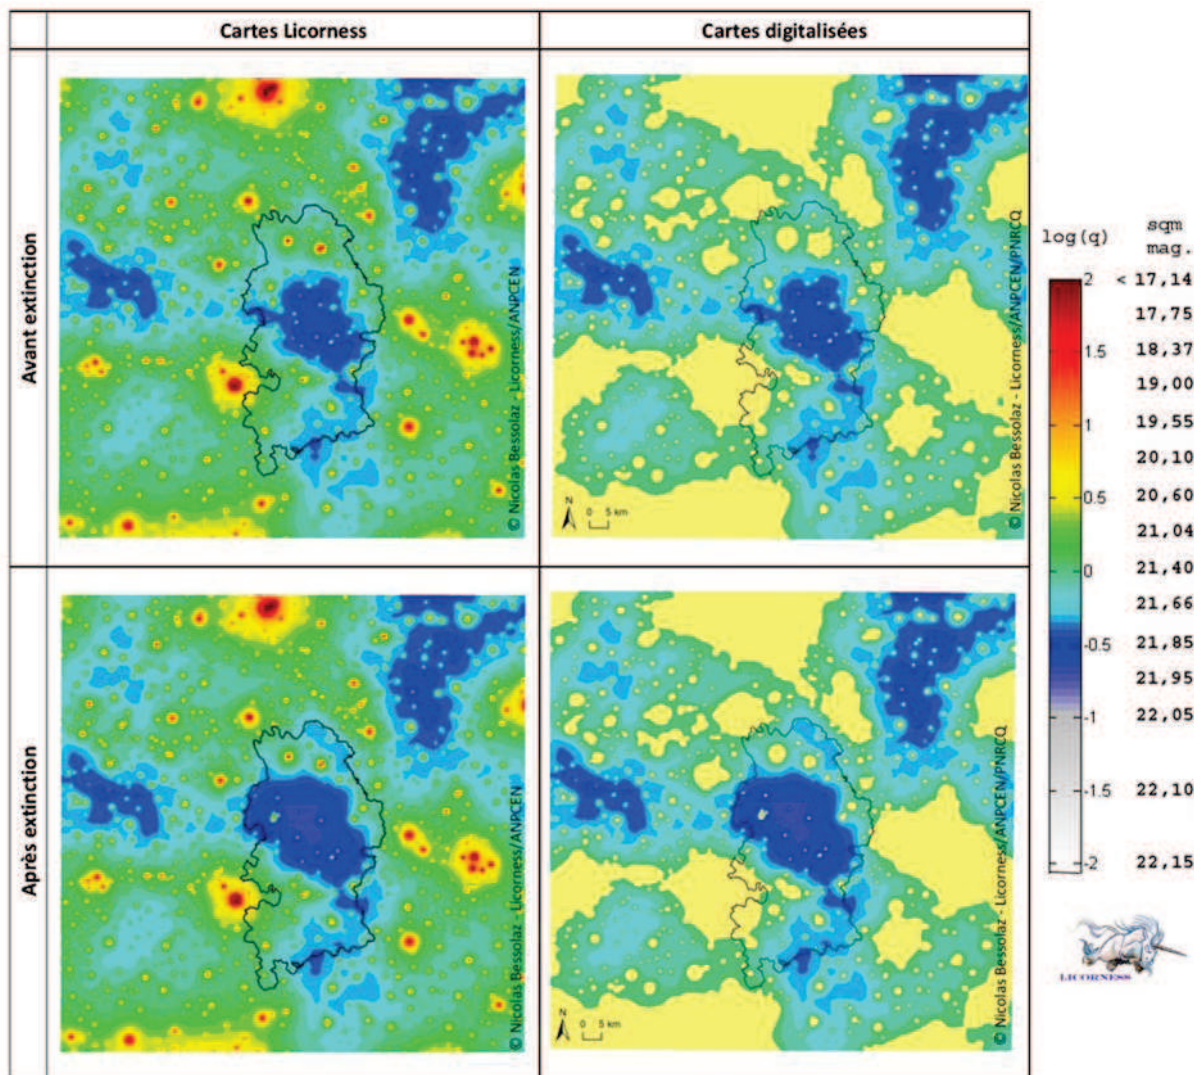 Cartes Licorness
Cartes digitalisées
Avant extinction
© Nicolas Bessolaz - Licorness/ANPCEN
N
0 5 km
© Nicolas Bessolaz - Licorness/ANPCEN/PNRCQ
Après extinction
© Nicolas Bessolaz - Licorness/ANPCEN
N
0 5 km
© Nicolas Bessolaz - Licorness/ANPCEN/PNRCQ
log(q)
sqm
mag.
2 < 17,14
17,75
1.5 18,37
19,00
1 19,55
20,10
0.5 20,60
21,04
0 21,40
21,66
-0.5 21,85
21,95
-1 22,05
-1.5 22,10
-2 22,15
LICORNESS